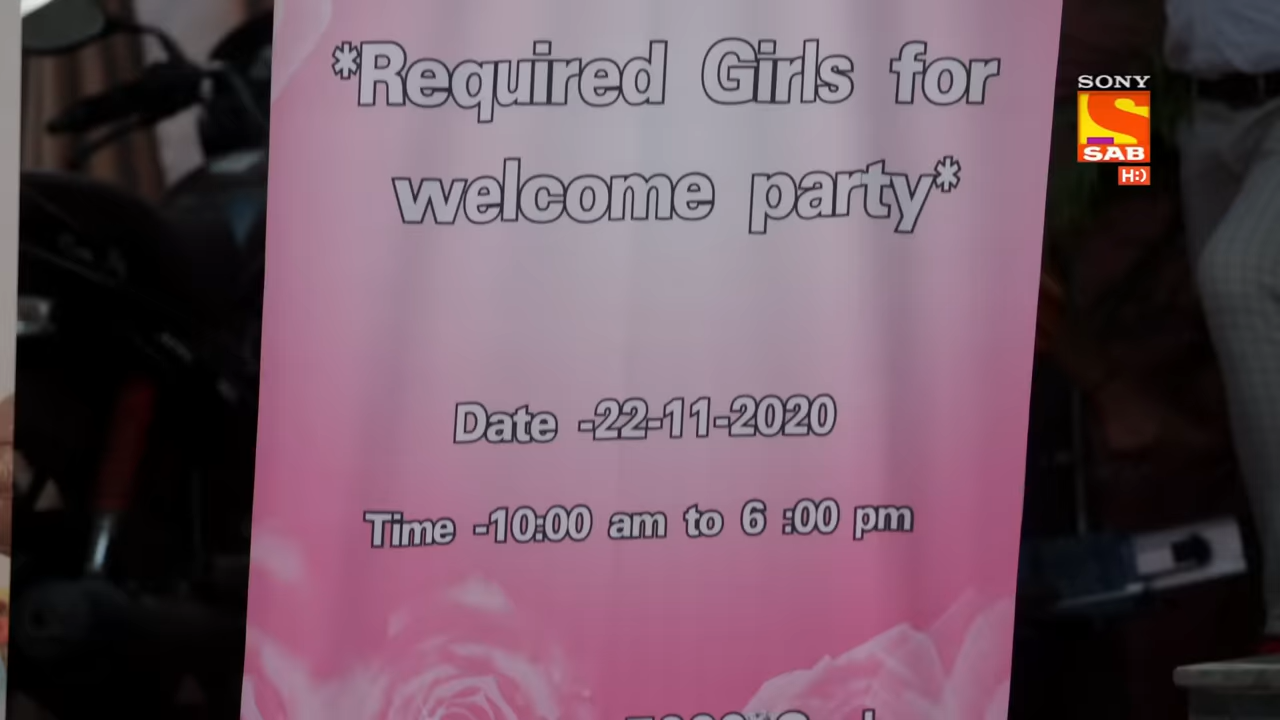 *Required Girls for
welcome party*
SONY
SAB
H:)
Date -22-11-2020
Time -10:00 am to 6 :00 pm